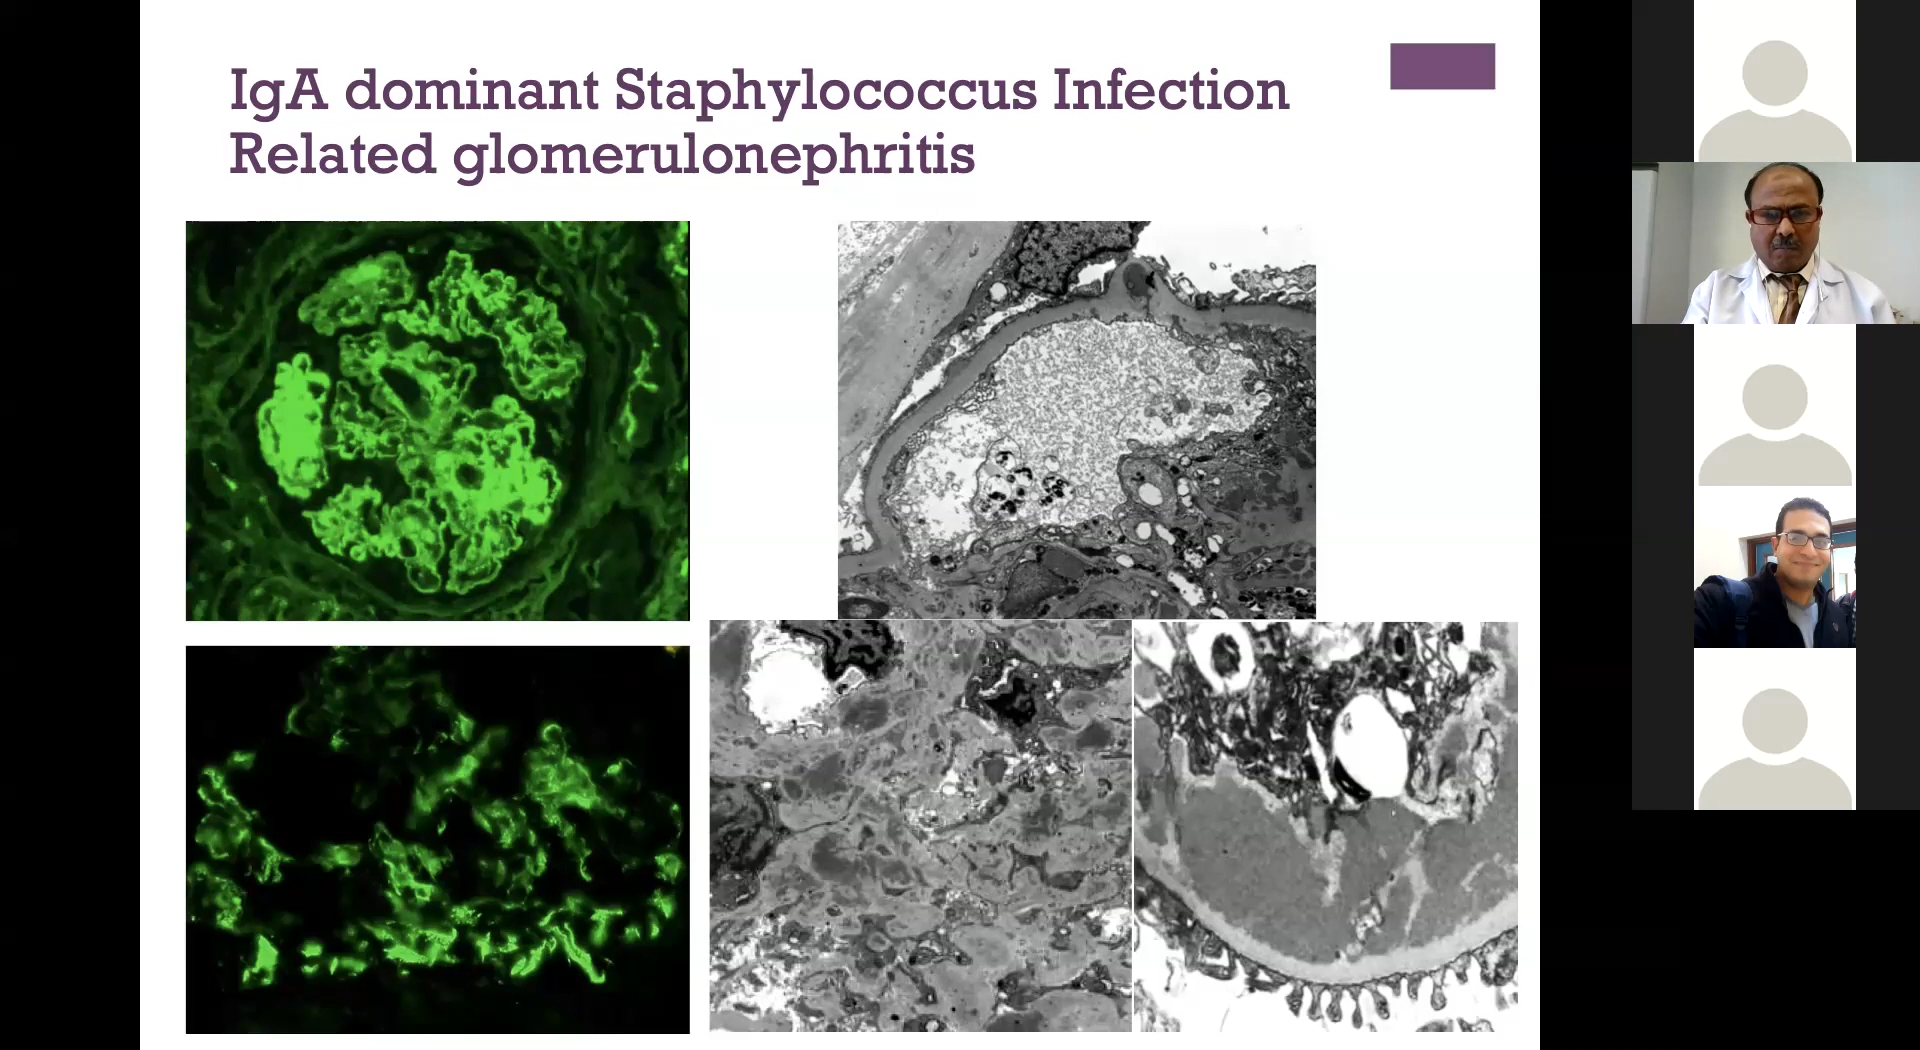 IgA dominant Staphylococcus Infection
Related glomerulonephritis